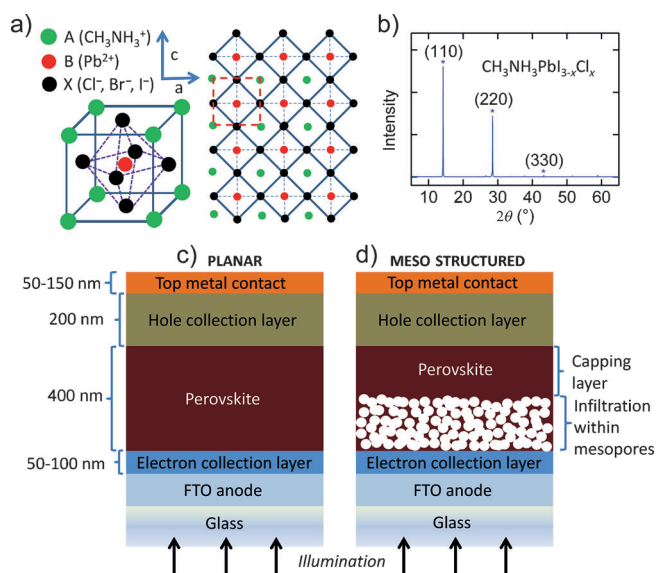 a)
A (CH₃NH₃⁺)
B (Pb²⁺)
X (Cl⁻, Br⁻, I⁻)
c
a
b)
(110)
*
CH₃NH₃PbI₃₋ₓClₓ
(220)
*
(330)
*
Intensity
10 20 30 40 50 60
2θ (°)
c) PLANAR
50-150 nm
Top metal contact
200 nm
Hole collection layer
400 nm
Perovskite
50-100 nm
Electron collection layer
FTO anode
Glass
d) MESO STRUCTURED
Top metal contact
Hole collection layer
Perovskite
Capping
layer
Infiltration
within
mesopores
Electron collection layer
FTO anode
Glass
Illumination